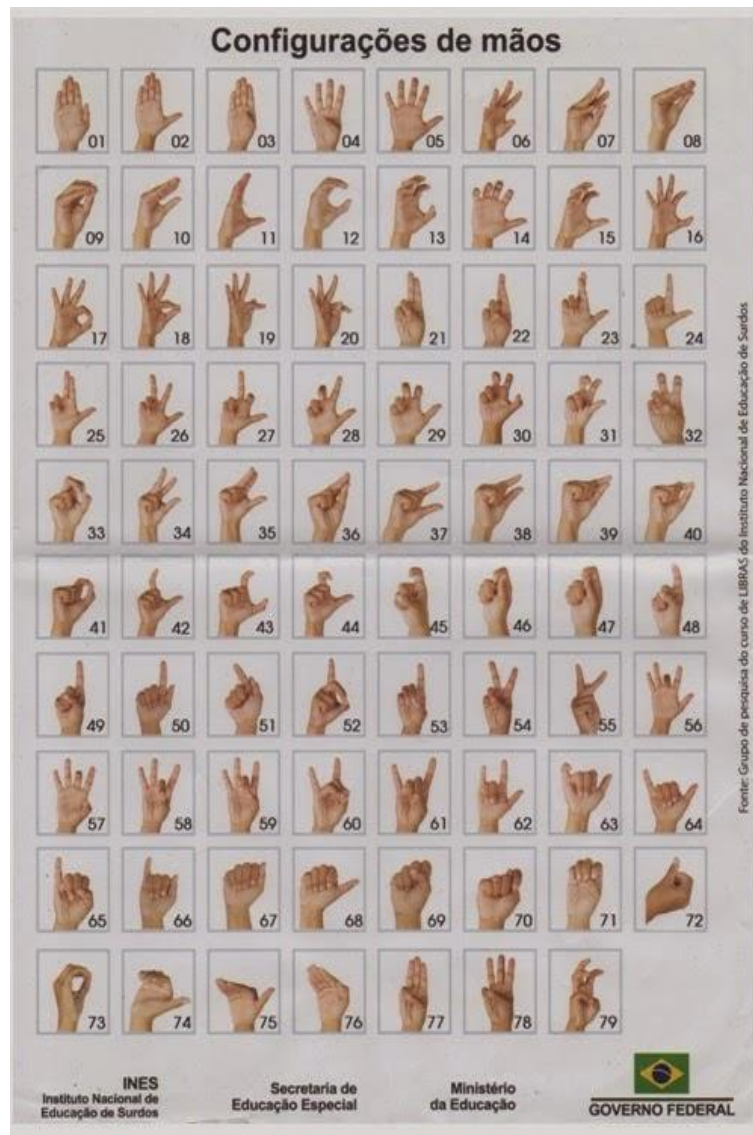 Configurações de mãos
01 02 03 04 05 06 07 08
09 10 11 12 13 14 15 16
17 18 19 20 21 22 23 24
25 26 27 28 29 30 31 32
33 34 35 36 37 38 39 40
41 42 43 44 45 46 47 48
49 50 51 52 53 54 55 56
57 58 59 60 61 62 63 64
65 66 67 68 69 70 71 72
73 74 75 76 77 78 79
Fonte: Grupo de pesquisa do curso de LIBRAS do Instituto Nacional de Educação de Surdos
INES
Instituto Nacional de
Educação de Surdos
Secretaria de
Educação Especial
Ministério
da Educação
GOVERNO FEDERAL